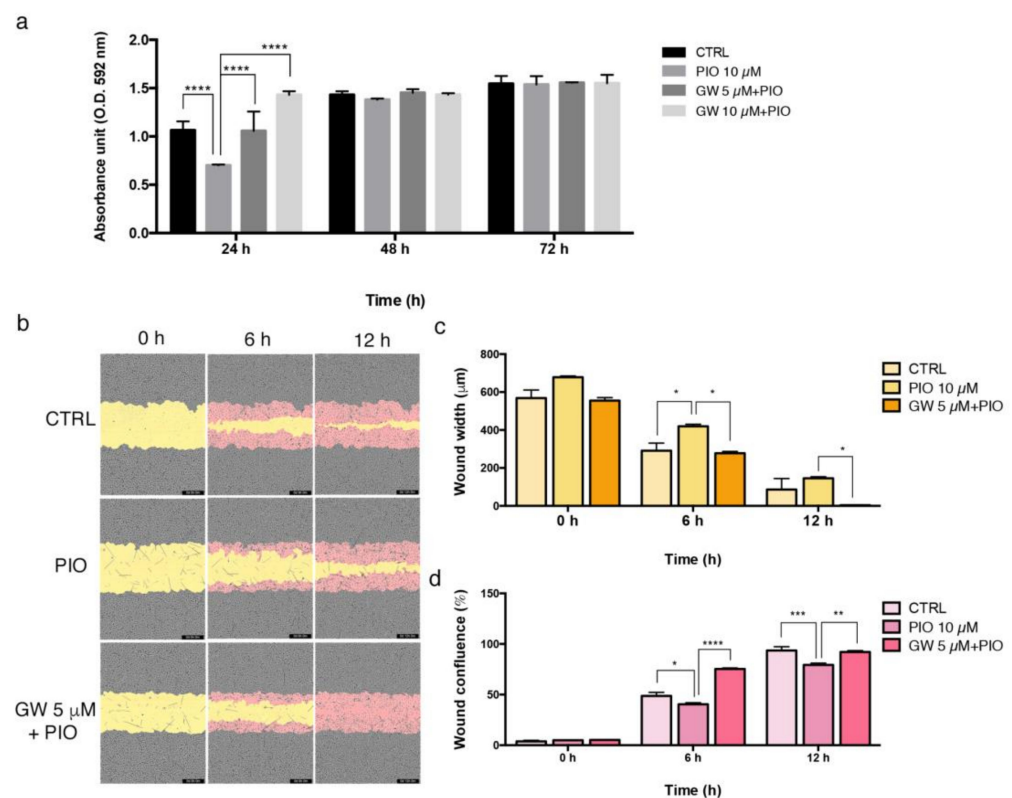 a
2.0
1.5
1.0
0.5
0.0
Absorbance unit (O.D. 592 nm)
**** **** ****
24 h 48 h 72 h
Time (h)
CTRL
PIO 10 µM
GW 5 µM+PIO
GW 10 µM+PIO
b
0 h 6 h 12 h
CTRL
PIO
GW 5 µM
+ PIO
c
800
600
400
200
0
Wound width (µm)
* * *
0 h 6 h 12 h
Time (h)
CTRL
PIO 10 µM
GW 5 µM+PIO
d
150
100
50
0
Wound confluence (%)
* **** *** **
0 h 6 h 12 h
Time (h)
CTRL
PIO 10 µM
GW 5 µM+PIO